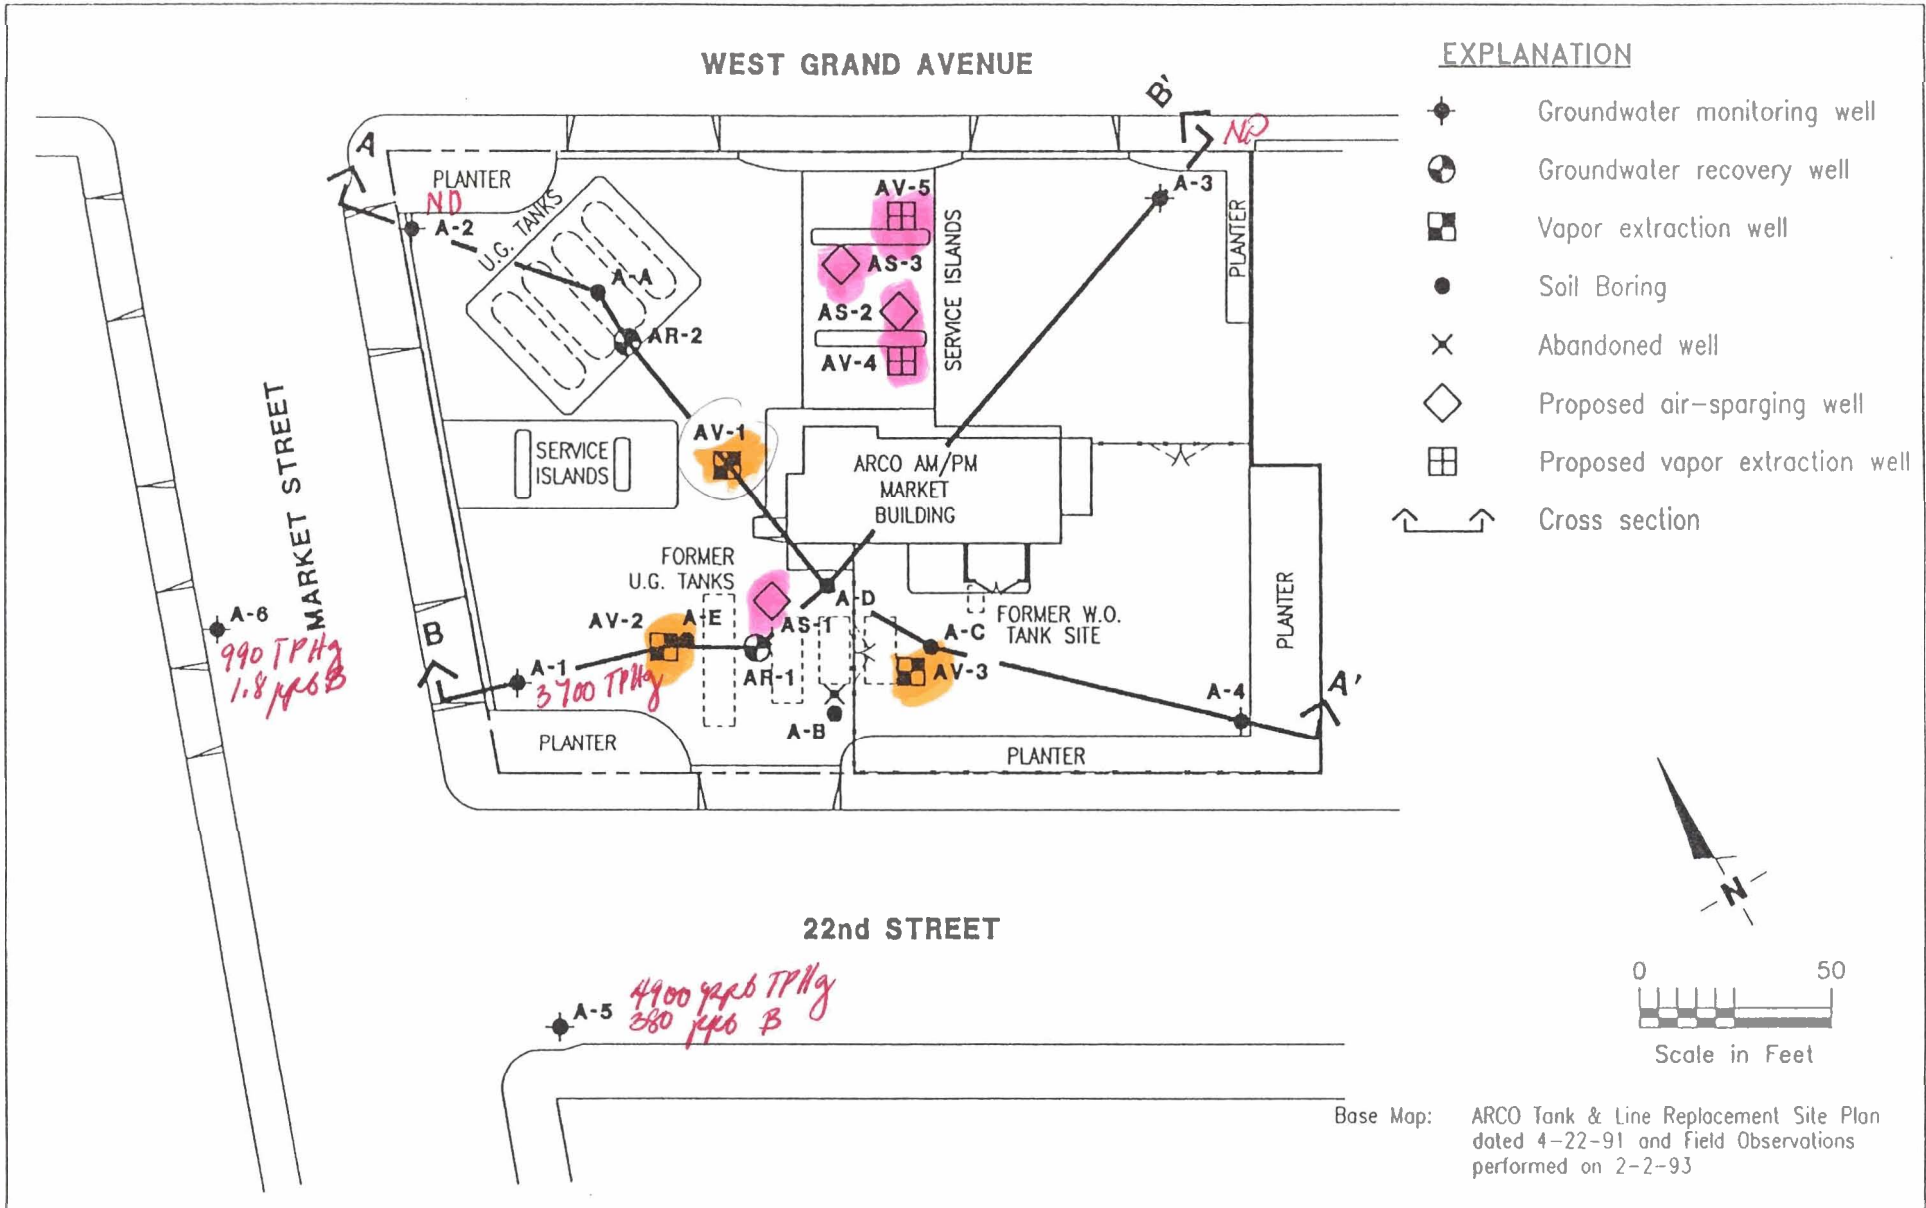 WEST GRAND AVENUE
EXPLANATION
Groundwater monitoring well
Groundwater recovery well
Vapor extraction well
Soil Boring
Abandoned well
Proposed air-sparging well
Proposed vapor extraction well
Cross section
A
B'
ND
PLANTER
ND
A-2
U.G. TANKS
A-A
AR-2
AV-5
AS-3
AS-2
AV-4
SERVICE ISLANDS
A-3
PLANTER
MARKET STREET
SERVICE
ISLANDS
AV-1
ARCO AM/PM
MARKET
BUILDING
FORMER
U.G. TANKS
A-6
990 TPHg
1.8 ppb B
B
A-1
3700 TPHg
AV-2
A-E
AS-1
AR-1
A-D
A-B
A-C
AV-3
FORMER W.O.
TANK SITE
PLANTER
A-4
A'
PLANTER
PLANTER
22nd STREET
A-5
4900 ppb TPHg
380 ppb B
N
0 50
Scale in Feet
Base Map: ARCO Tank & Line Replacement Site Plan
dated 4-22-91 and Field Observations
performed on 2-2-93